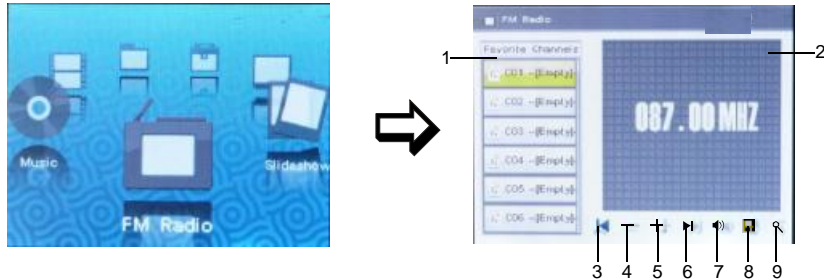 Music
Slideshow
FM Radio
FM Radio
Favorite Channels
C01 -[Empty]
C02 -[Empty]
C03 -[Empty]
C04 -[Empty]
C05 -[Empty]
C06 -[Empty]
087.00MHZ
1
2
3 4 5 6 7 8 9